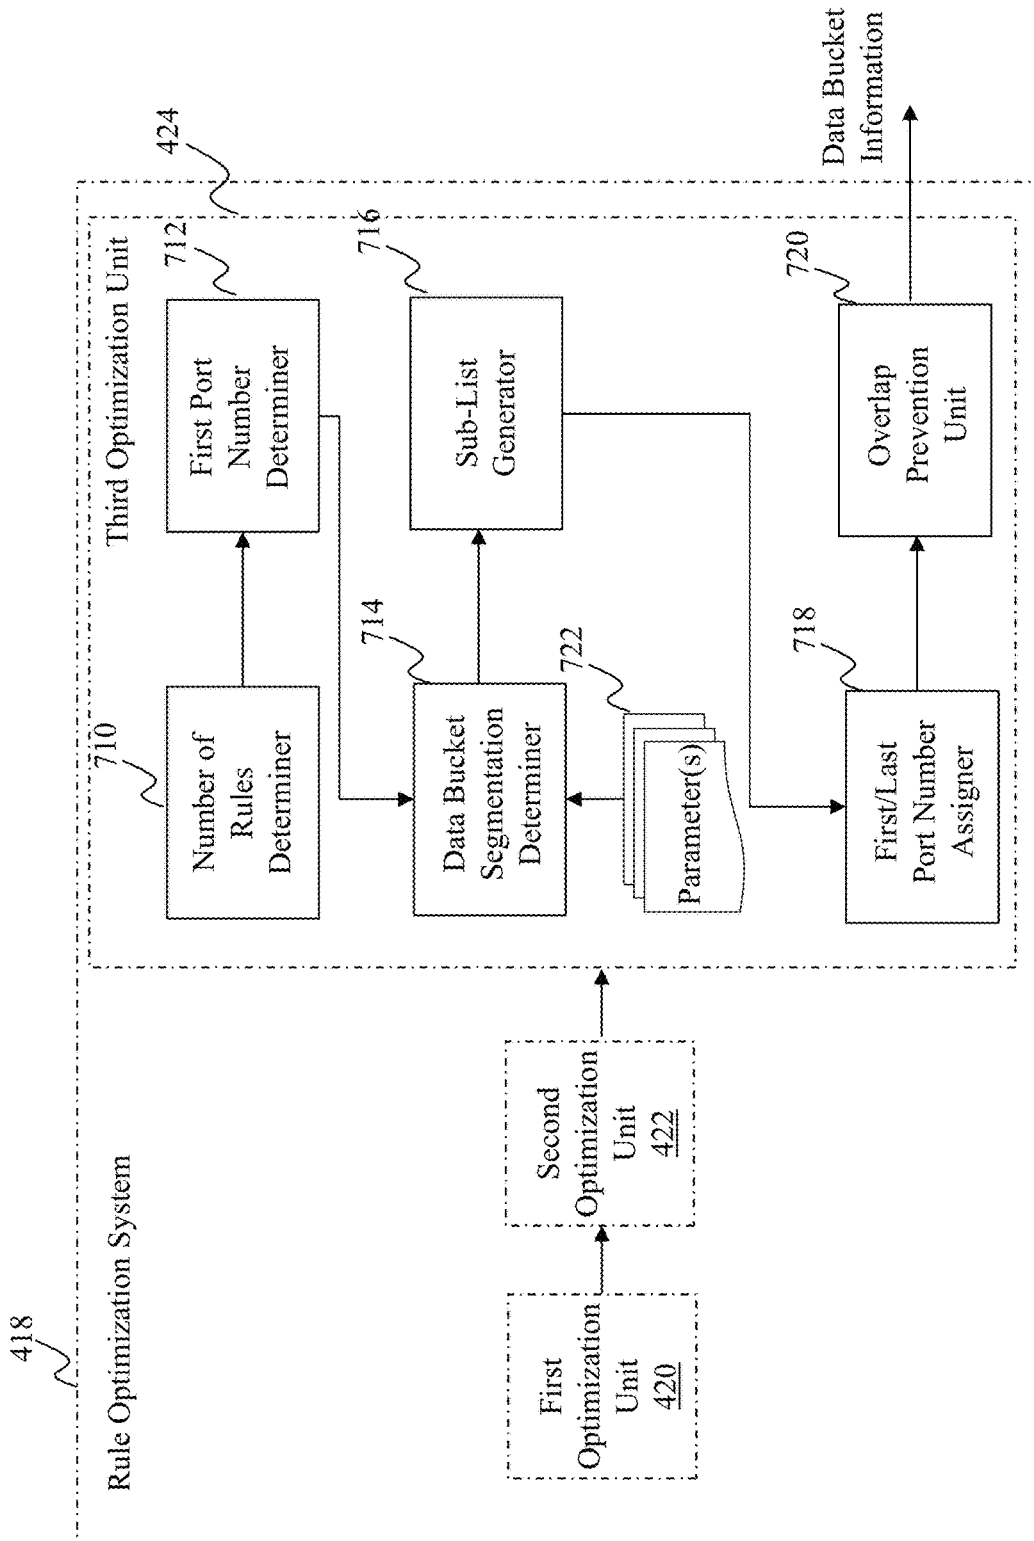 418
Rule Optimization System
424
Third Optimization Unit
710
Number of
Rules
Determiner
712
First Port
Number
Determiner
714
Data Bucket
Segmentation
Determiner
716
Sub-List
Generator
722
Parameter(s)
718
First/Last
Port Number
Assigner
720
Overlap
Prevention
Unit
Data Bucket
Information
First
Optimization
Unit
420
Second
Optimization
Unit
422